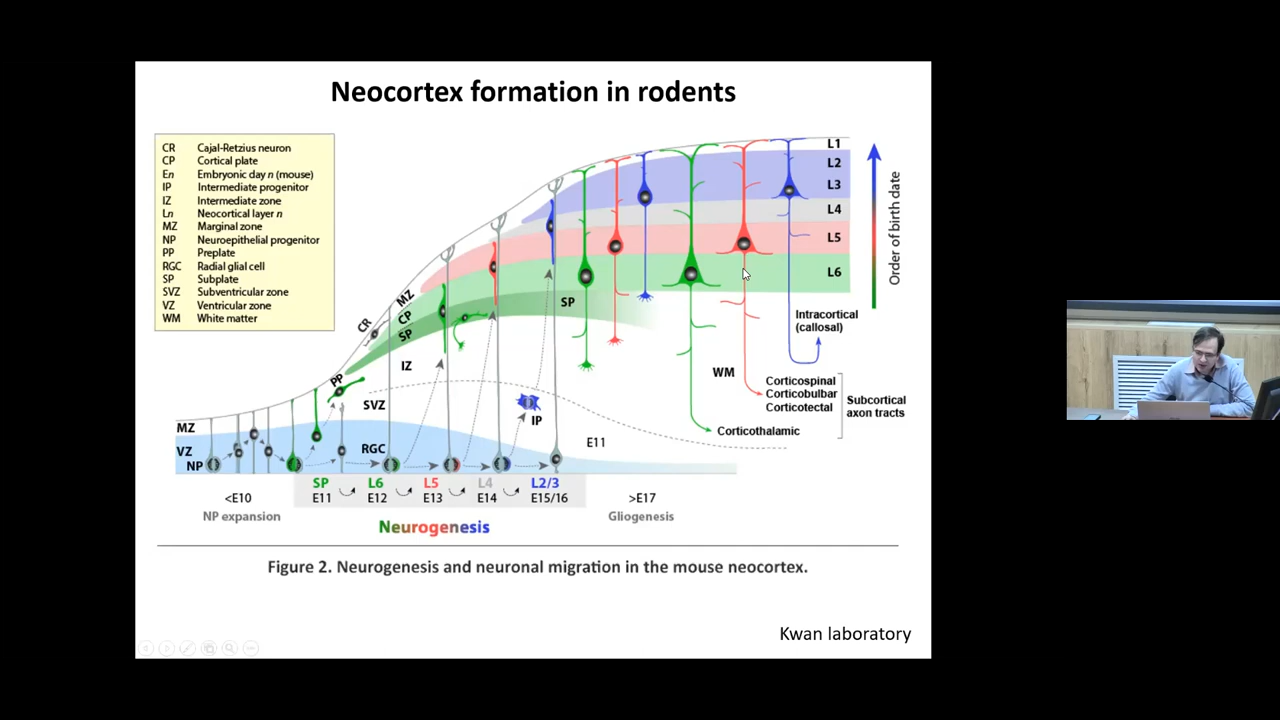 Neocortex formation in rodents
CR Cajal-Retzius neuron
CP Cortical plate
En Embryonic day n (mouse)
IP Intermediate progenitor
IZ Intermediate zone
Ln Neocortical layer n
MZ Marginal zone
NP Neuroepithelial progenitor
PP Preplate
RGC Radial glial cell
SP Subplate
SVZ Subventricular zone
VZ Ventricular zone
WM White matter
L1
L2
L3
L4
L5
L6
Order of birth date
MZ
CP
SP
CR
PP
IZ
SVZ
SP
IP
E11
WM
Intracortical
(callosal)
Corticospinal
Corticobulbar
Corticotectal
Subcortical
axon tracts
Corticothalamic
MZ
VZ
NP
RGC
SP L6 L5 L4 L2/3
E11 E12 E13 E14 E15/16
<E10
NP expansion
>E17
Gliogenesis
Neurogenesis
Figure 2. Neurogenesis and neuronal migration in the mouse neocortex.
Kwan laboratory